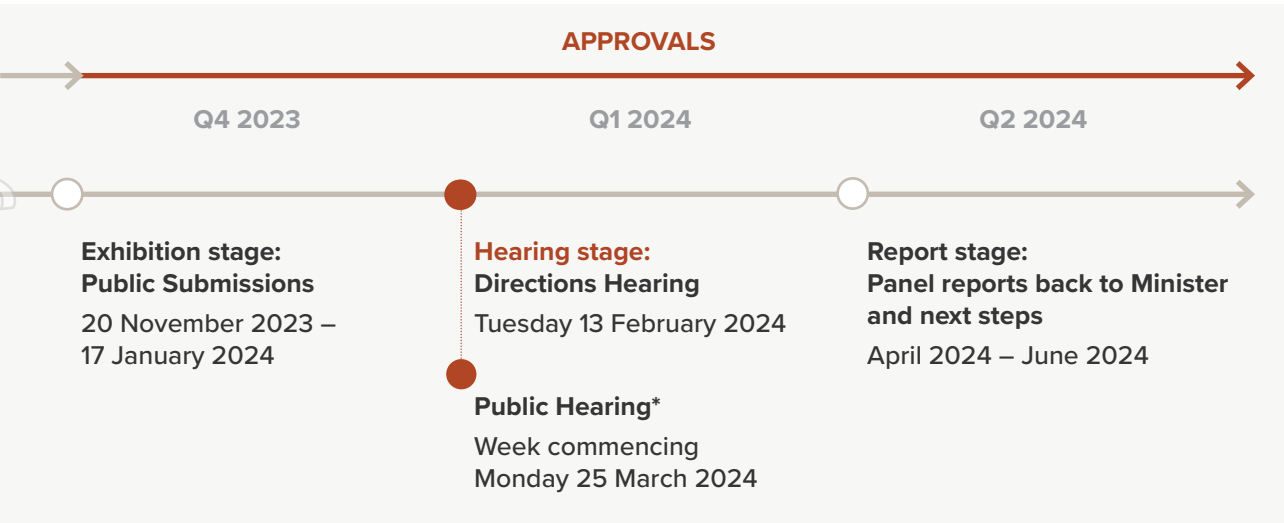 APPROVALS
Q4 2023
Q1 2024
Q2 2024
Exhibition stage:
Public Submissions
20 November 2023 –
17 January 2024
Hearing stage:
Directions Hearing
Tuesday 13 February 2024
Public Hearing*
Week commencing
Monday 25 March 2024
Report stage:
Panel reports back to Minister
and next steps
April 2024 – June 2024